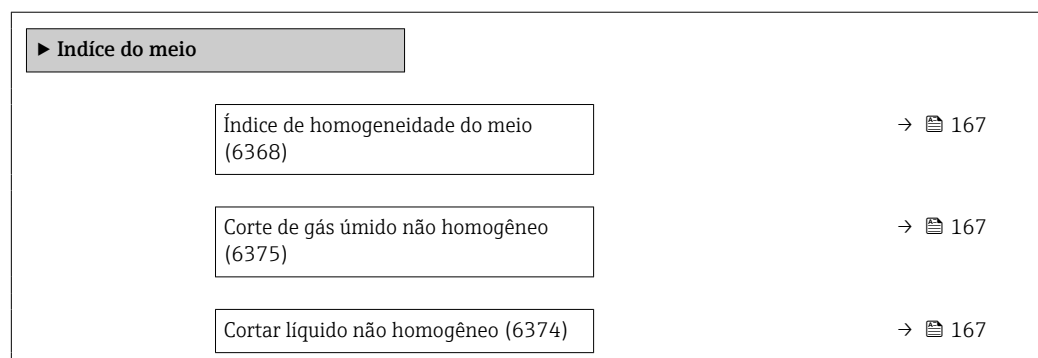 ▶ Indíce do meio
Índice de homogeneidade do meio → 167
(6368)
Corte de gás úmido não homogêneo → 167
(6375)
Cortar líquido não homogêneo (6374) → 167